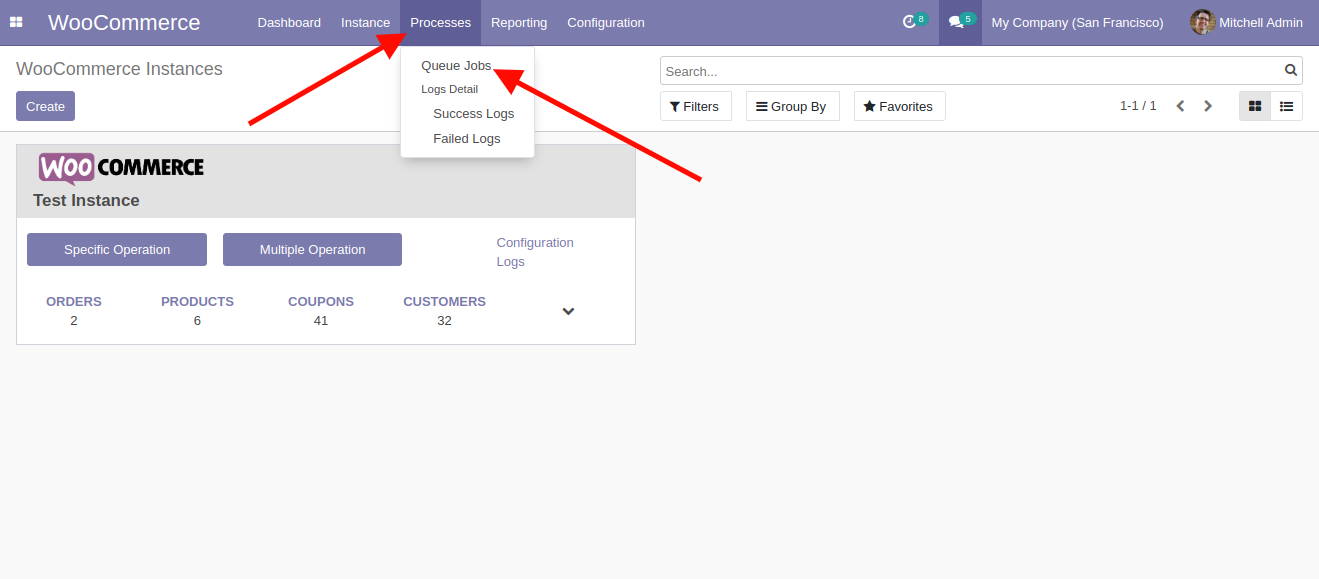 WooCommerce Dashboard Instance Processes Reporting Configuration 8 5 My Company (San Francisco) Mitchell Admin
WooCommerce Instances
Create
Queue Jobs
Logs Detail
Success Logs
Failed Logs
Search...
Filters Group By Favorites 1-1 / 1
WOO COMMERCE
Test Instance
Specific Operation Multiple Operation Configuration
Logs
ORDERS PRODUCTS COUPONS CUSTOMERS
2 6 41 32